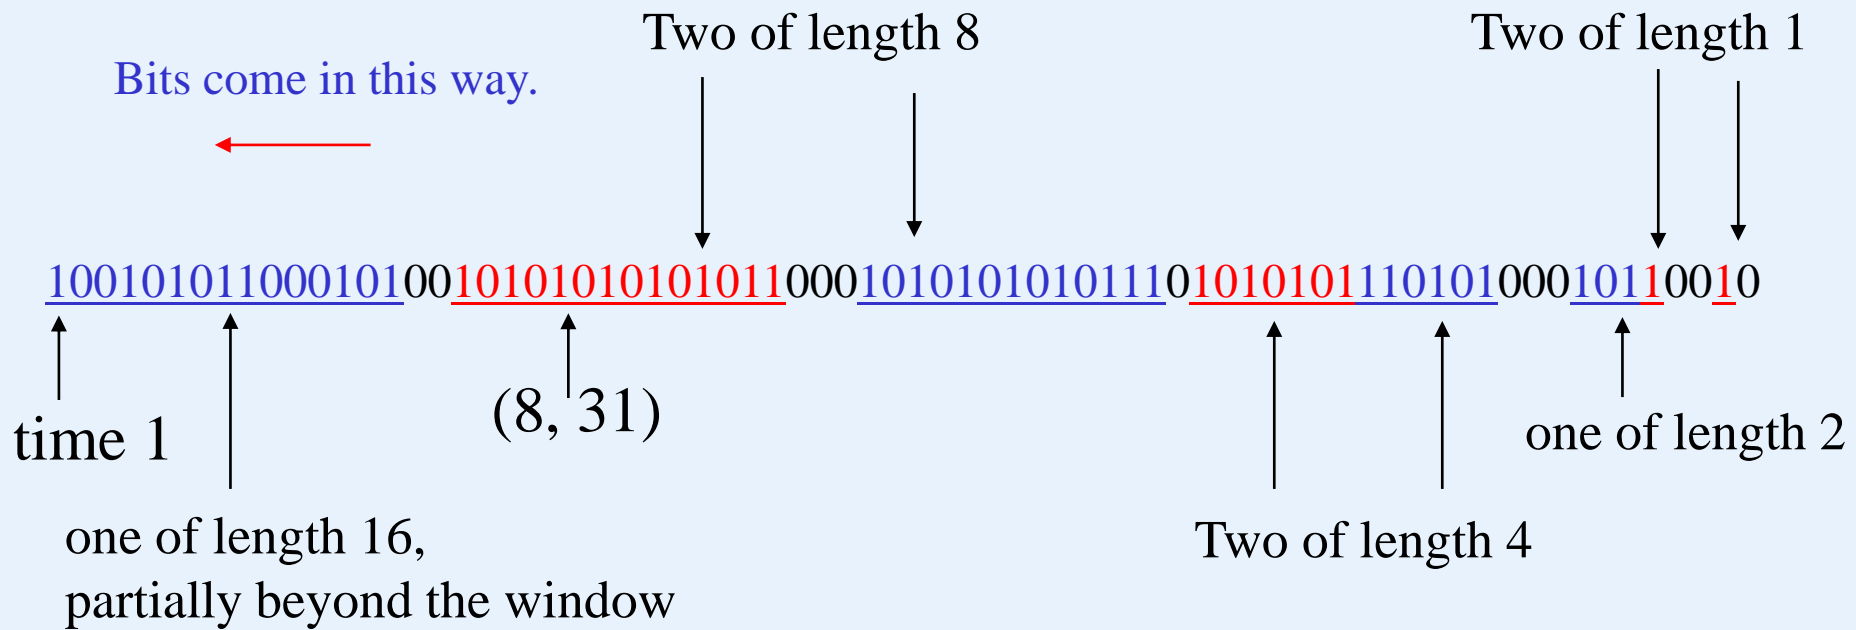 Two of length 8
Two of length 1
Bits come in this way.
100101011000101001010101010101100010101010101110101010111010100010110010
time 1
(8, 31)
one of length 2
one of length 16,
partially beyond the window
Two of length 4